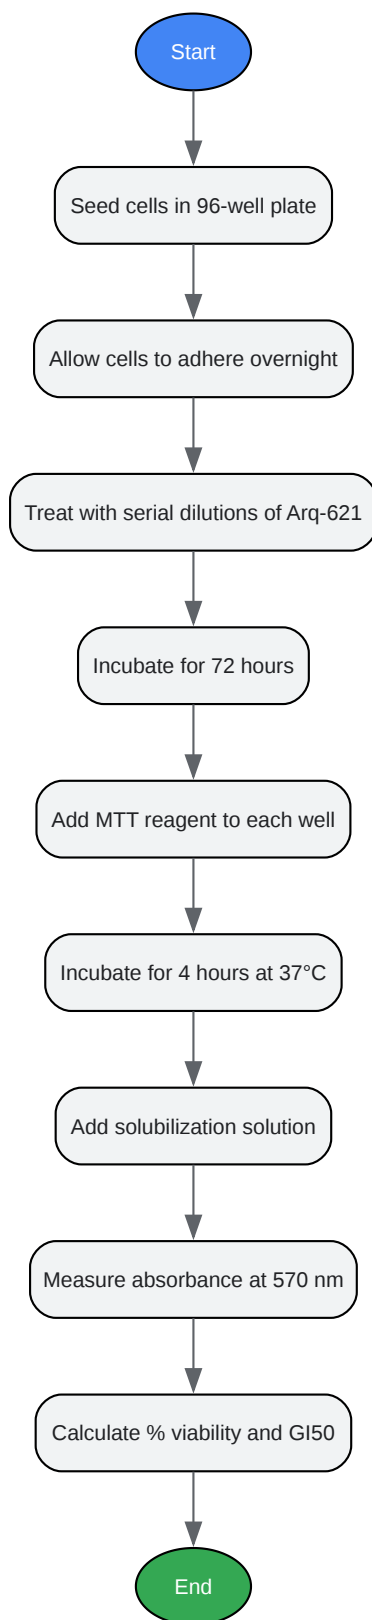 Start
Seed cells in 96-well plate
Allow cells to adhere overnight
Treat with serial dilutions of Arq-621
Incubate for 72 hours
Add MTT reagent to each well
Incubate for 4 hours at 37°C
Add solubilization solution
Measure absorbance at 570 nm
Calculate % viability and GI50
End